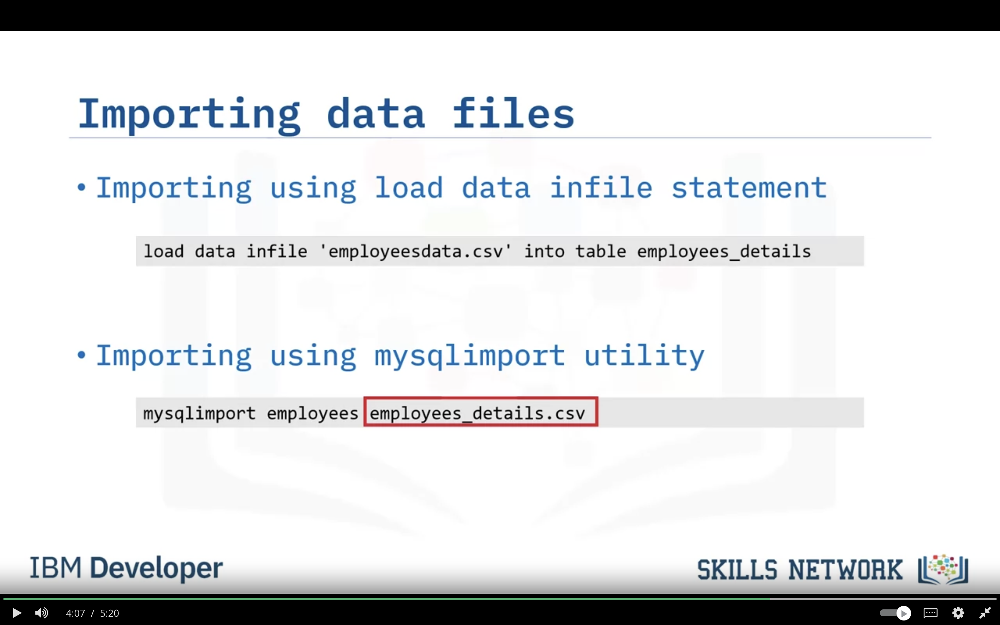 Importing data files
• Importing using load data infile statement
load data infile 'employeesdata.csv' into table employees_details
• Importing using mysqlimport utility
mysqlimport employees employees_details.csv
IBM Developer
SKILLS NETWORK
4:07 / 5:20